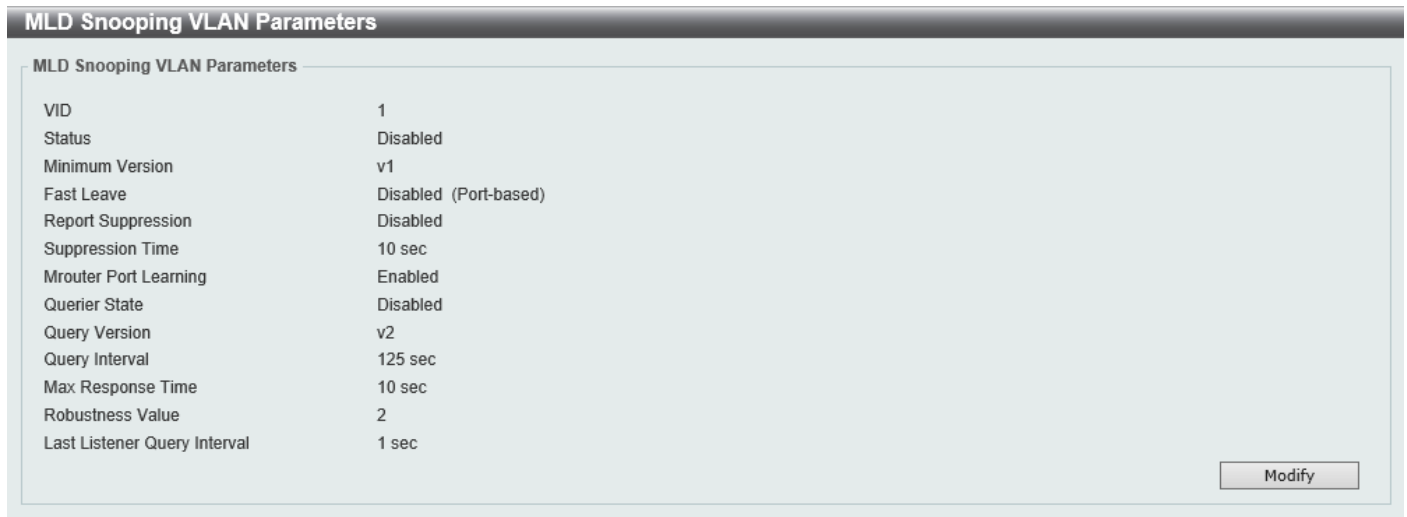 MLD Snooping VLAN Parameters
MLD Snooping VLAN Parameters
VID 1
Status Disabled
Minimum Version v1
Fast Leave Disabled (Port-based)
Report Suppression Disabled
Suppression Time 10 sec
Mrouter Port Learning Enabled
Querier State Disabled
Query Version v2
Query Interval 125 sec
Max Response Time 10 sec
Robustness Value 2
Last Listener Query Interval 1 sec
Modify